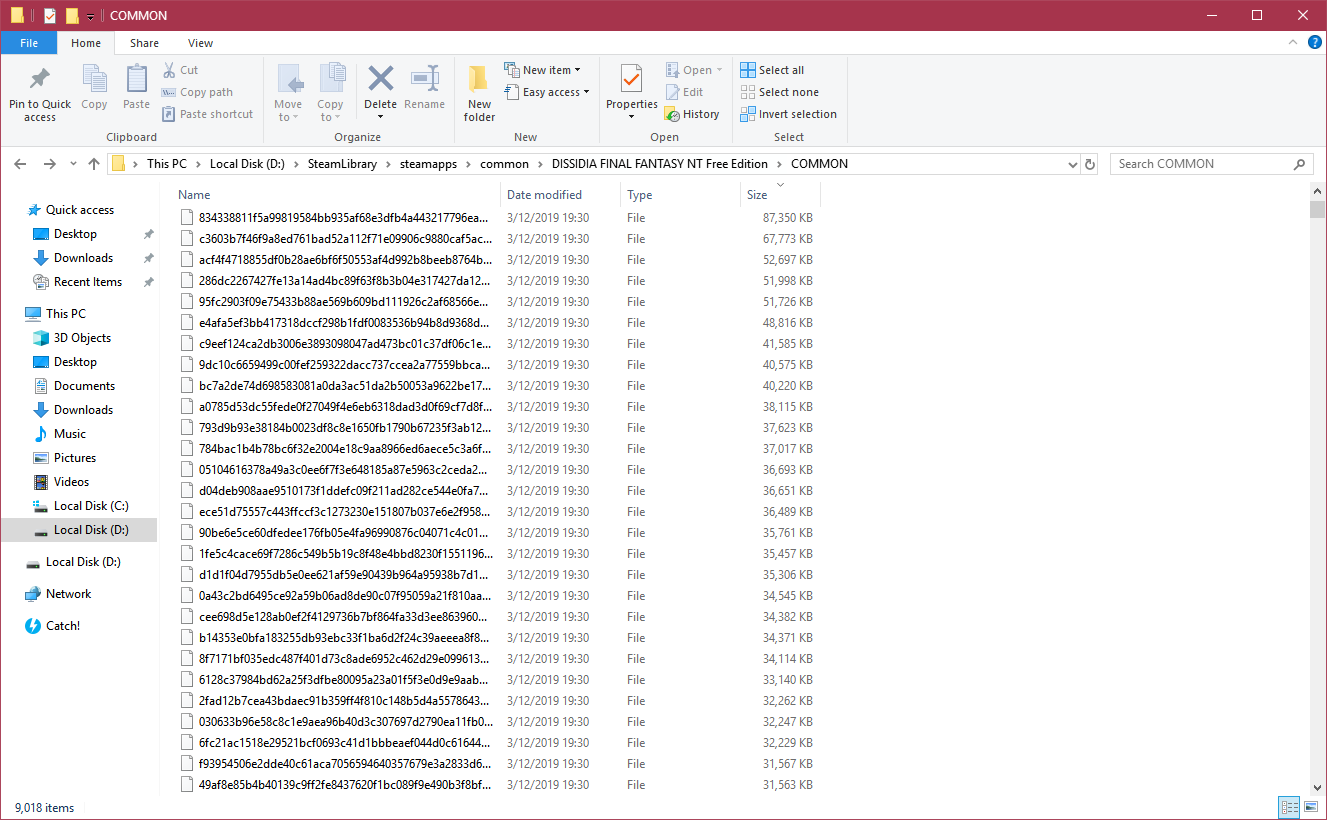 COMMON
File Home Share View
Pin to Quick access
Copy
Paste
Cut
Copy path
Paste shortcut
Clipboard
Move to
Copy to
Delete
Rename
Organize
New folder
New item
Easy access
New
Properties
Open
Edit
History
Open
Select all
Select none
Invert selection
Select
This PC > Local Disk (D:) > SteamLibrary > steamapps > common > DISSIDIA FINAL FANTASY NT Free Edition > COMMON
Search COMMON
Quick access
Desktop
Downloads
Recent Items
This PC
3D Objects
Desktop
Documents
Downloads
Music
Pictures
Videos
Local Disk (C:)
Local Disk (D:)
Local Disk (D:)
Network
Catch!
Name Date modified Type Size
834338811f5a99819584bb935af68e3dfb4a443217796ea... 3/12/2019 19:30 File 87,350 KB
c3603b7f46f9a8ed761bad52a112f71e09906c9880caf5ac... 3/12/2019 19:30 File 67,773 KB
acf4f4718855df0b28ae6bf6f50553af4d992b8beeb8764b... 3/12/2019 19:30 File 52,697 KB
286dc2267427fe13a14ad4bc89f63f8b3b04e317427da12... 3/12/2019 19:30 File 51,998 KB
95fc2903f09e75433b88ae569b609bd111926c2af68566e... 3/12/2019 19:30 File 51,726 KB
e4afa5ef3bb417318dccf298b1fdf0083536b94b8d9368d... 3/12/2019 19:30 File 48,816 KB
c9eef124ca2db3006e3893098047ad473bc01c37df06c1e... 3/12/2019 19:30 File 41,585 KB
9dc10c6659499c00fef259322dacc737ccea2a77559bbca... 3/12/2019 19:30 File 40,575 KB
bc7a2de74d698583081a0da3ac51da2b50053a9622be17... 3/12/2019 19:30 File 40,220 KB
a0785d53dc55fede0f27049f4e6eb6318dad3d0f69cf7d8f... 3/12/2019 19:30 File 38,115 KB
793d9b93e38184b0023df8c8e1650fb1790b67235f3ab12... 3/12/2019 19:30 File 37,623 KB
784bac1b4b78bc6f32e2004e18c9aa8966ed6aece5c3a6f... 3/12/2019 19:30 File 37,017 KB
05104616378a49a3c0ee6f7f3e648185a87e5963c2ceda2... 3/12/2019 19:30 File 36,693 KB
d04deb908aae9510173f1ddefc09f211ad282ce544e0fa7... 3/12/2019 19:30 File 36,651 KB
ece51d75557c443ffccf3c1273230e151807b037e6e2f958... 3/12/2019 19:30 File 36,489 KB
90be6e5ce60dfedee176fb05e4fa96990876c04071c4c01... 3/12/2019 19:30 File 35,761 KB
1fe5c4cace69f7286c549b5b19c8f48e4bbd8230f1551196... 3/12/2019 19:30 File 35,457 KB
d1d1f04d7955db5e0ee621af59e90439b964a95938b7d1... 3/12/2019 19:30 File 35,306 KB
0a43c2bd6495ce92a59b06ad8de90c07f95059a21f810aa... 3/12/2019 19:30 File 34,545 KB
cee698d5e128ab0ef2f4129736b7bf864fa33d3ee863960... 3/12/2019 19:30 File 34,382 KB
b14353e0bfa183255db93ebc33f1ba6d2f24c39aeeea8f8... 3/12/2019 19:30 File 34,371 KB
8f7171bf035edc487f401d73c8ade6952c462d29e099613... 3/12/2019 19:30 File 34,114 KB
6128c37984bd62a25f3dfbe80095a23a01f5f3e0d9e9aab... 3/12/2019 19:30 File 33,140 KB
2fad12b7cea43bdaec91b359ff4f810c148b5d4a5578643... 3/12/2019 19:30 File 32,262 KB
030633b96e58c8c1e9aea96b40d3c307697d2790ea11fb0... 3/12/2019 19:30 File 32,247 KB
6fc21ac1518e29521bcf0693c41d1bbbeaef044d0c61644... 3/12/2019 19:30 File 32,229 KB
f93954506e2dde40c61aca7056594640357679e3a2833d6... 3/12/2019 19:30 File 31,567 KB
49af8e85b4b40139c9ff2fe8437620f1bc089f9e490b3f8bf... 3/12/2019 19:30 File 31,563 KB
9,018 items